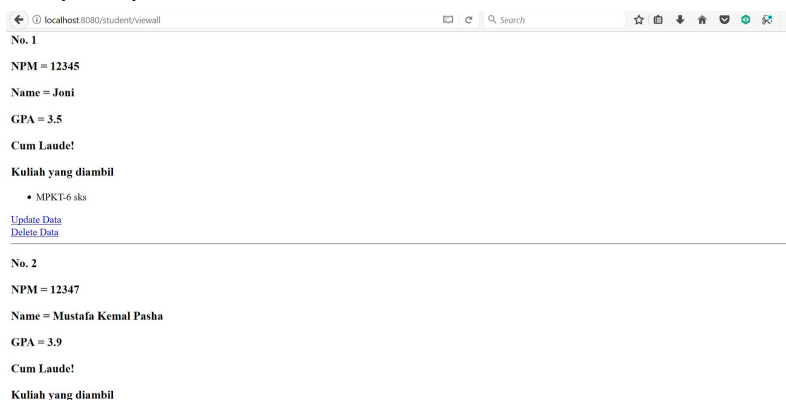 localhost:8080/student/viewall
Search
No. 1
NPM = 12345
Name = Joni
GPA = 3.5
Cum Laude!
Kuliah yang diambil
• MPKT-6 sks
Update Data
Delete Data
No. 2
NPM = 12347
Name = Mustafa Kemal Pasha
GPA = 3.9
Cum Laude!
Kuliah yang diambil